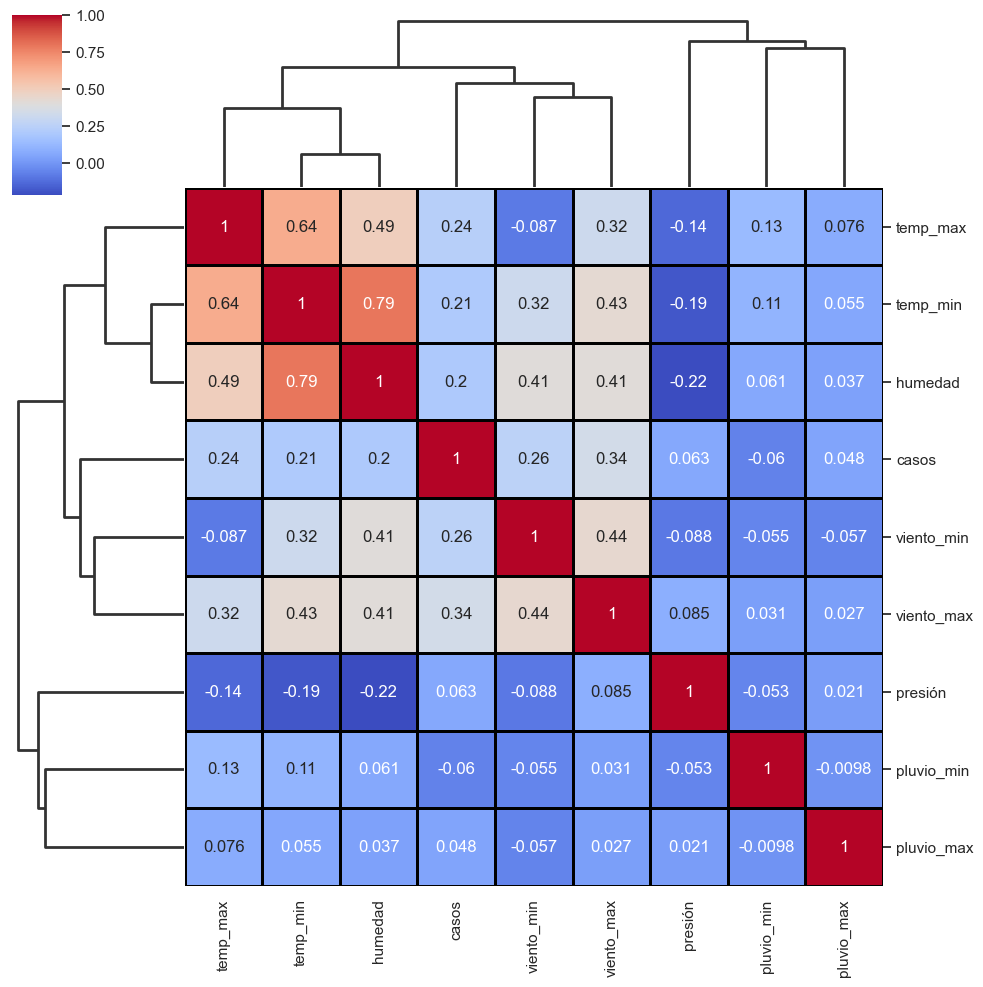 1.00
0.75
0.50
0.25
0.00
1 0.64 0.49 0.24 -0.087 0.32 -0.14 0.13 0.076 temp_max
0.64 1 0.79 0.21 0.32 0.43 -0.19 0.11 0.055 temp_min
0.49 0.79 1 0.2 0.41 0.41 -0.22 0.061 0.037 humedad
0.24 0.21 0.2 1 0.26 0.34 0.063 -0.06 0.048 casos
-0.087 0.32 0.41 0.26 1 0.44 -0.088 -0.055 -0.057 viento_min
0.32 0.43 0.41 0.34 0.44 1 0.085 0.031 0.027 viento_max
-0.14 -0.19 -0.22 0.063 -0.088 0.085 1 -0.053 0.021 presión
0.13 0.11 0.061 -0.06 -0.055 0.031 -0.053 1 -0.0098 pluvio_min
0.076 0.055 0.037 0.048 -0.057 0.027 0.021 -0.0098 1 pluvio_max
temp_max temp_min humedad casos viento_min viento_max presión pluvio_min pluvio_max